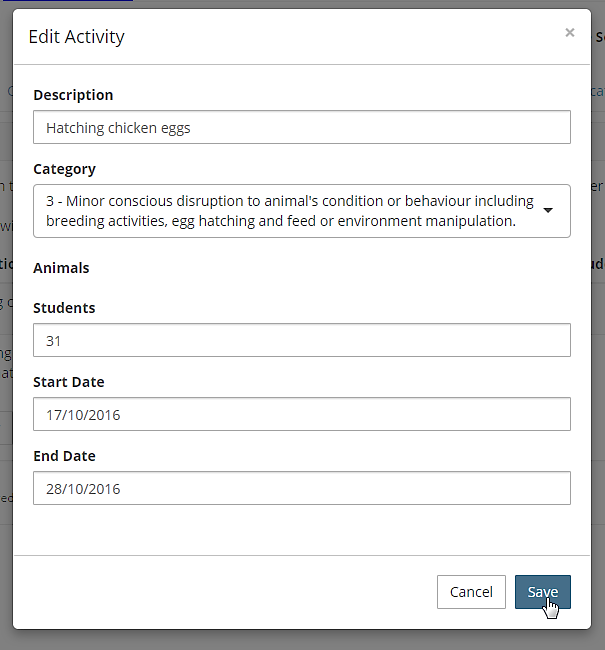 Edit Activity
×
Description
Hatching chicken eggs
Category
3 - Minor conscious disruption to animal's condition or behaviour including
breeding activities, egg hatching and feed or environment manipulation.
Animals
Students
31
Start Date
17/10/2016
End Date
28/10/2016
Cancel
Save